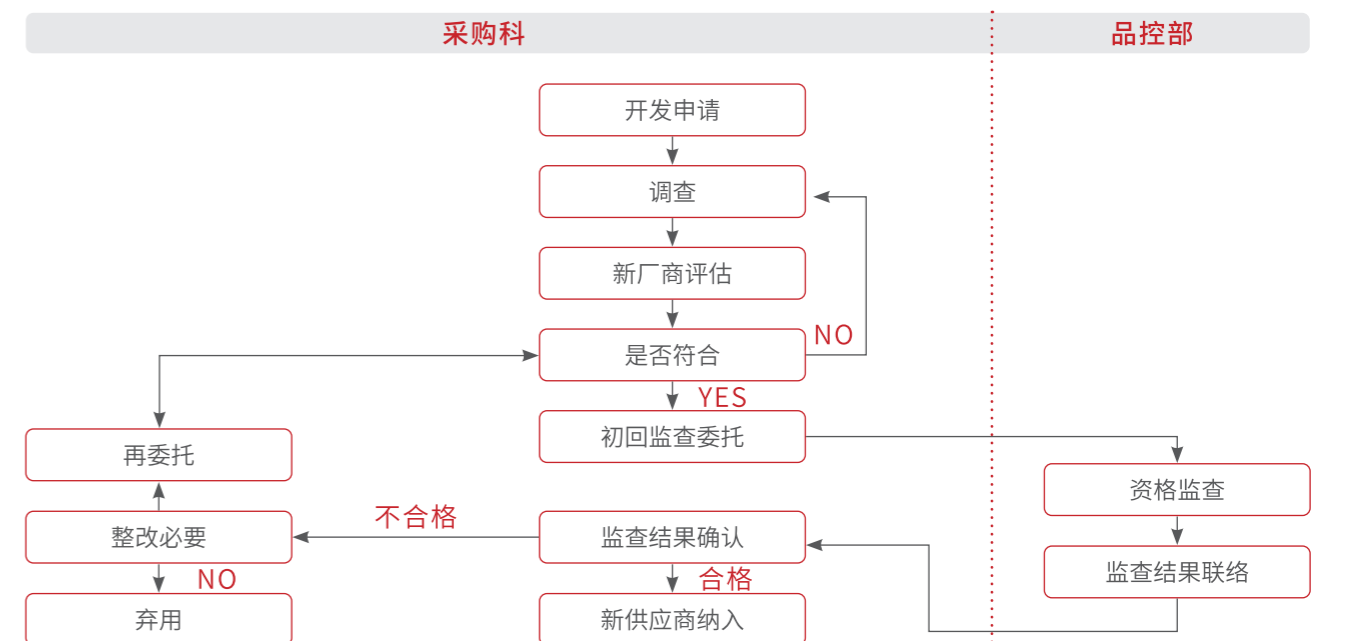 采购科
品控部
开发申请
调查
新厂商评估
NO
是否符合
YES
初回监查委托
再委托
资格监查
不合格
整改必要
监查结果确认
监查结果联络
NO
合格
弃用
新供应商纳入